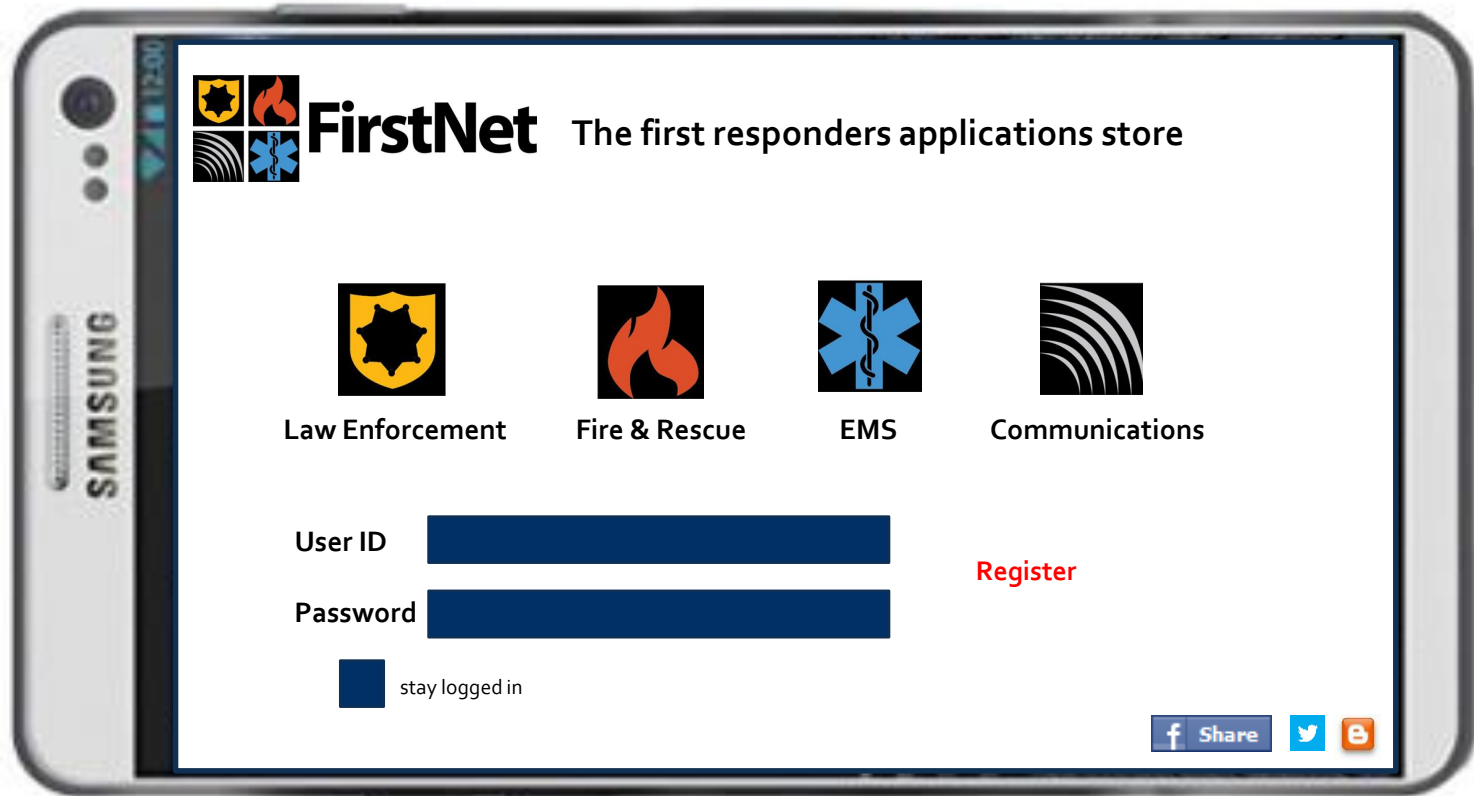 12:00
SAMSUNG
FirstNet The first responders applications store
Law Enforcement Fire & Rescue EMS Communications
User ID
Register
Password
stay logged in
f Share